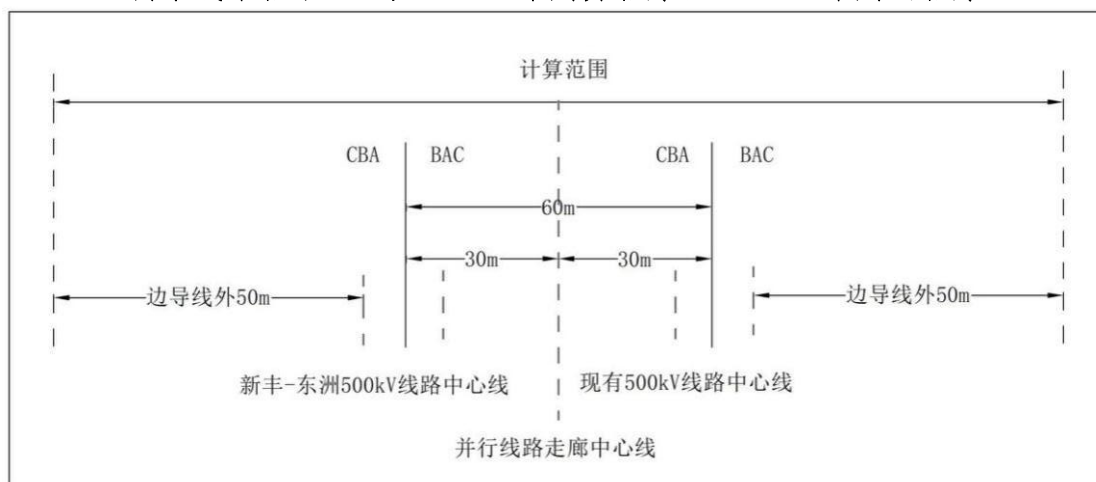 计算范围
CBA BAC CBA BAC
60m
30m 30m
边导线外50m 边导线外50m
新丰-东洲500kV线路中心线 现有500kV线路中心线
并行线路走廊中心线